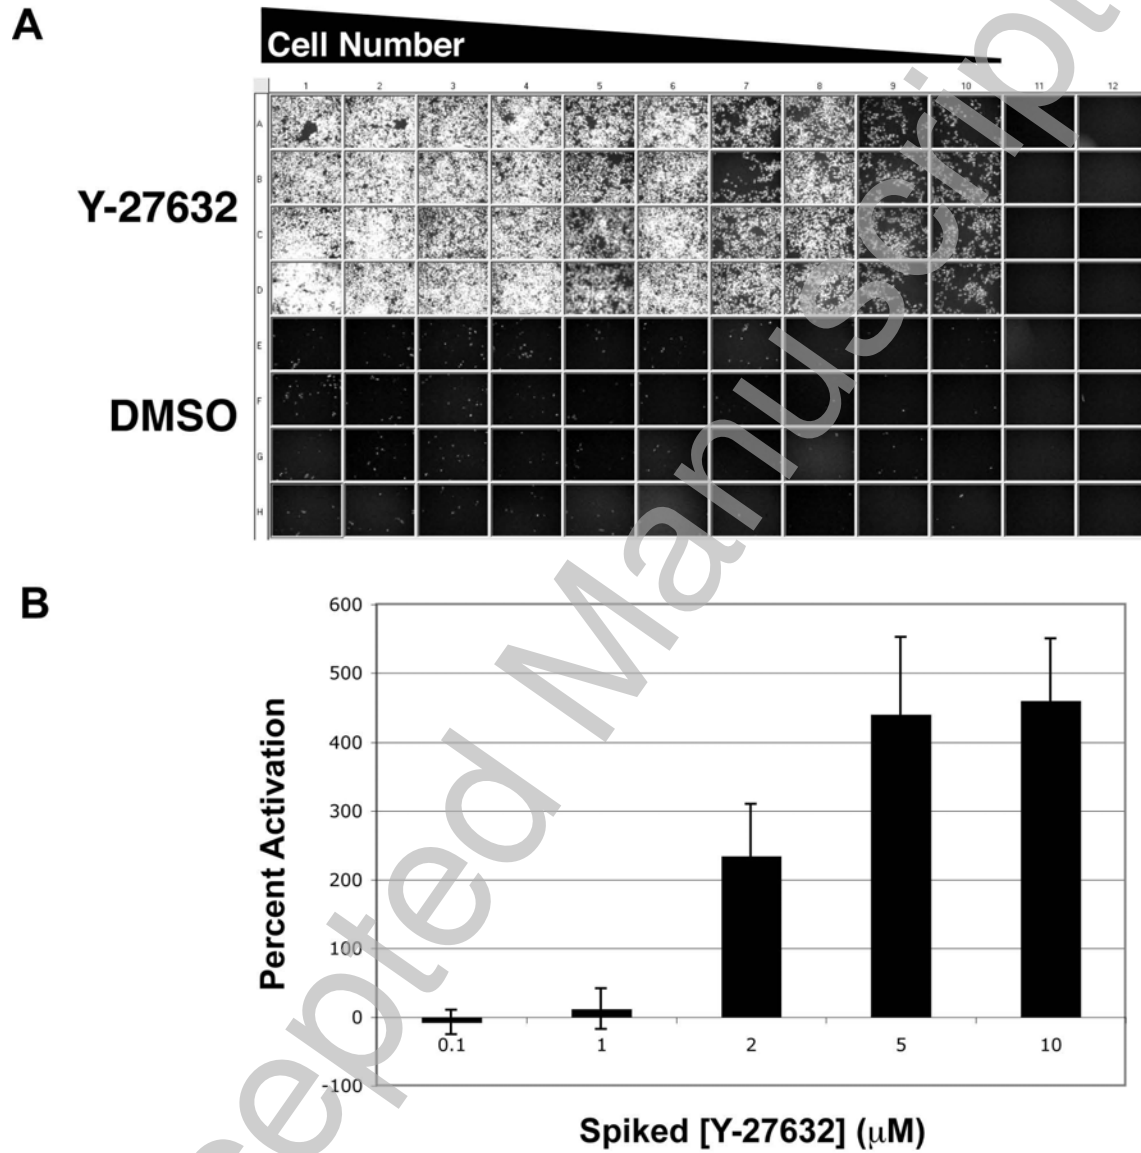 A
Cell Number
1 2 3 4 5 6 7 8 9 10 11 12
A
B
C
D
E
F
G
H
Y-27632
DMSO
B
600
500
400
300
200
100
0
-100
0.1 1 2 5 10
Percent Activation
Spiked [Y-27632] (μM)
epted Manuscript